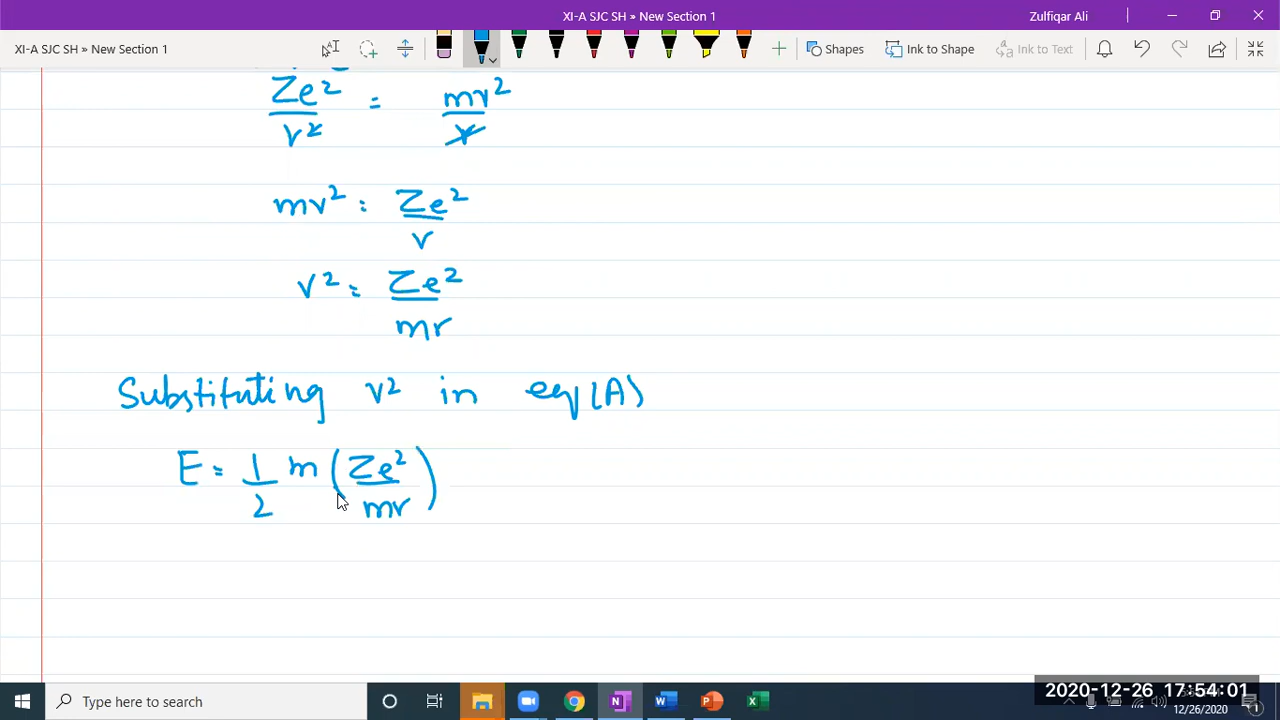 XI-A SJC SH » New Section 1
Zulfiqar Ali
XI-A SJC SH » New Section 1
Shapes
Ink to Shape
Ink to Text
Ze² = mv²
r² r
mv² = Ze²
r
v² = Ze²
mr
Substituting v² in eq(A)
E = 1 m (Ze²)
2 mr
Type here to search
2020-12-26 17:54:01
12/26/2020